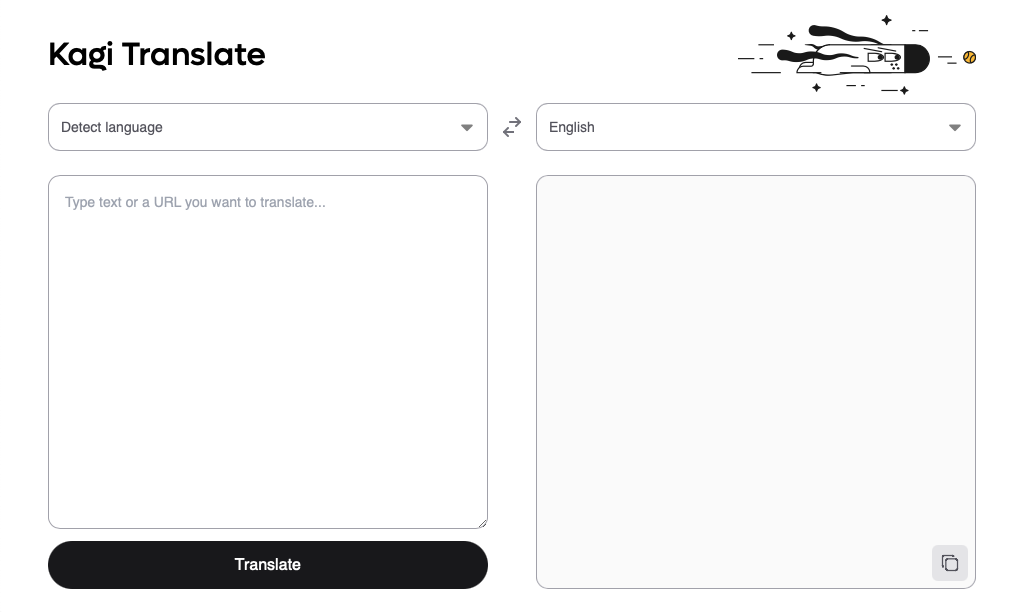 Kagi Translate
Detect language
English
Type text or a URL you want to translate...
Translate